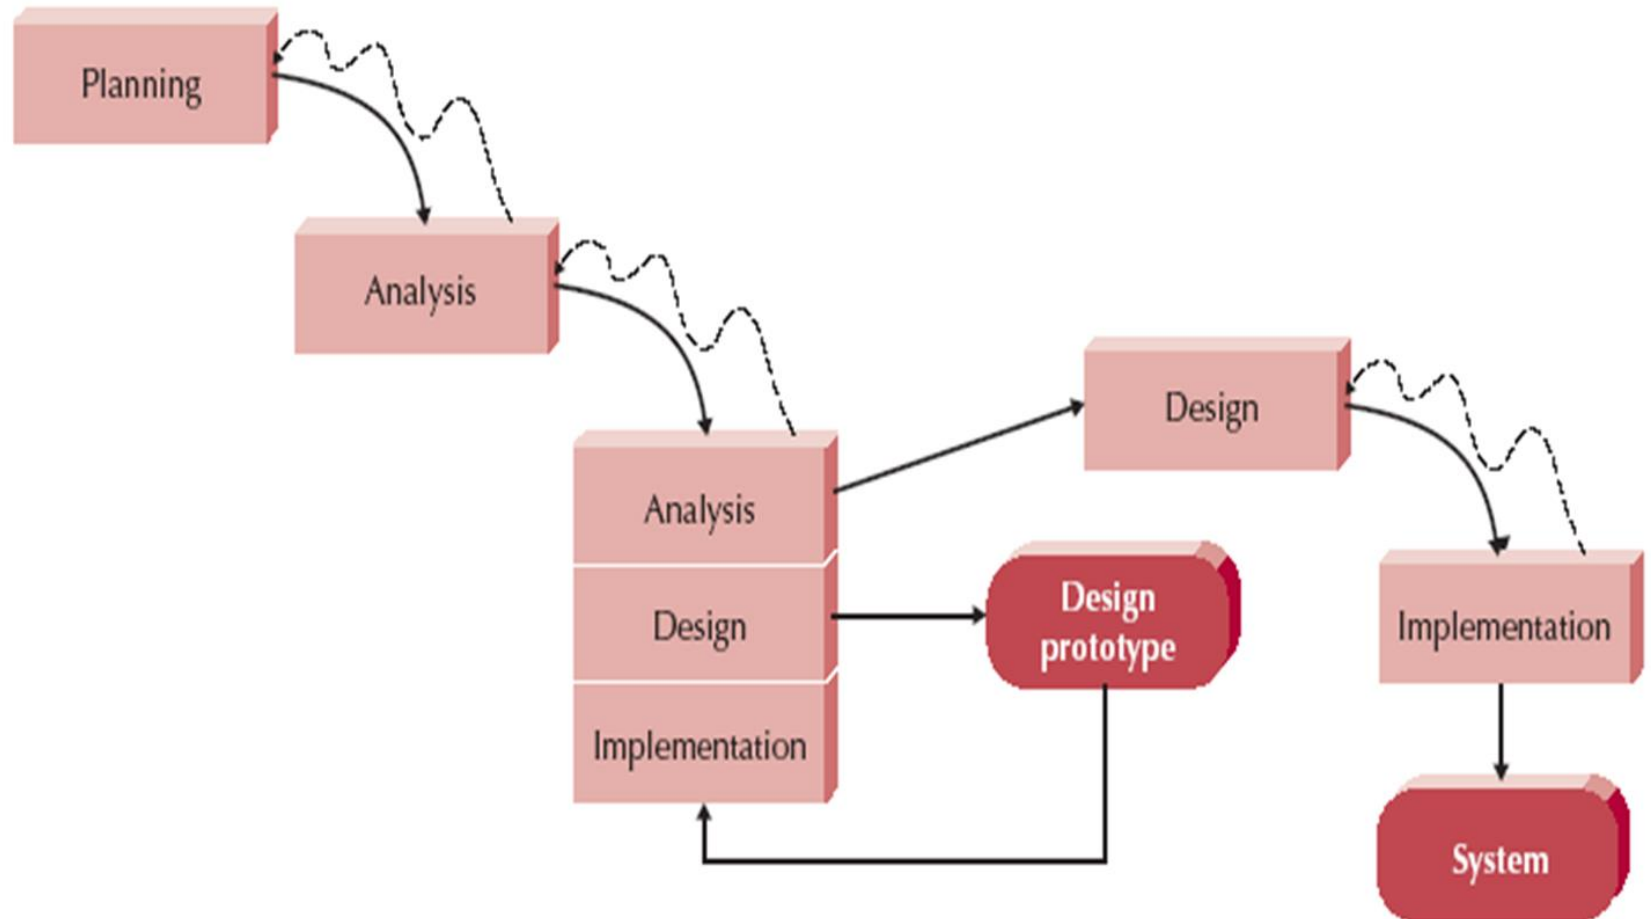 Planning
Analysis
Analysis
Design
Implementation
Design
prototype
Design
Implementation
System